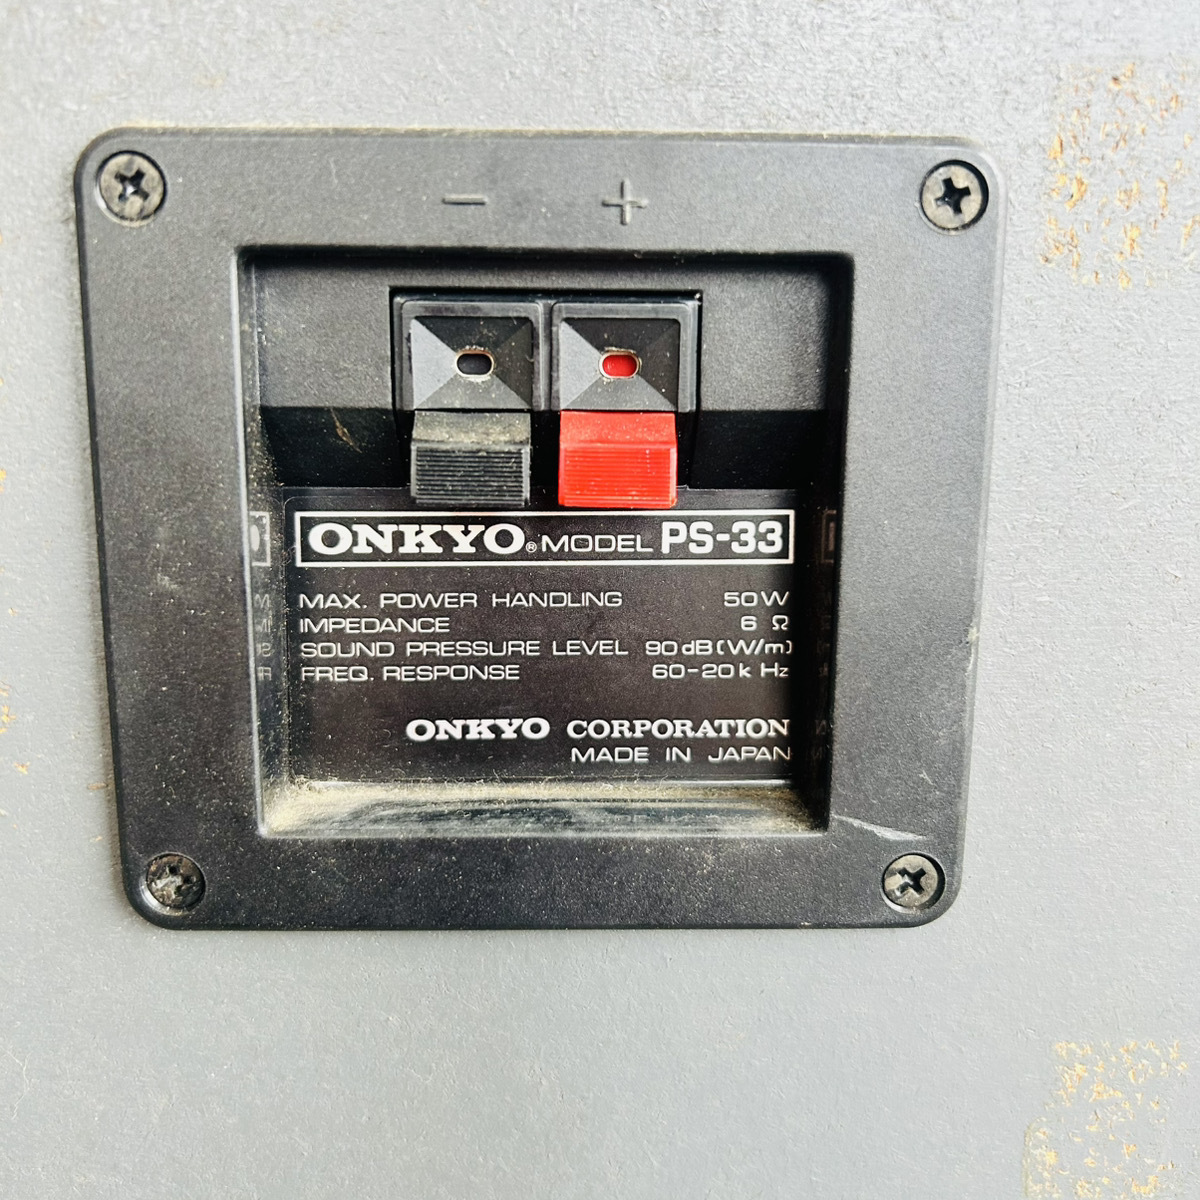 − +
ONKYO® MODEL PS-33
MAX. POWER HANDLING 50W
IMPEDANCE 6 Ω
SOUND PRESSURE LEVEL 90dB(W/m)
FREQ. RESPONSE 60-20k Hz
ONKYO CORPORATION
MADE IN JAPAN